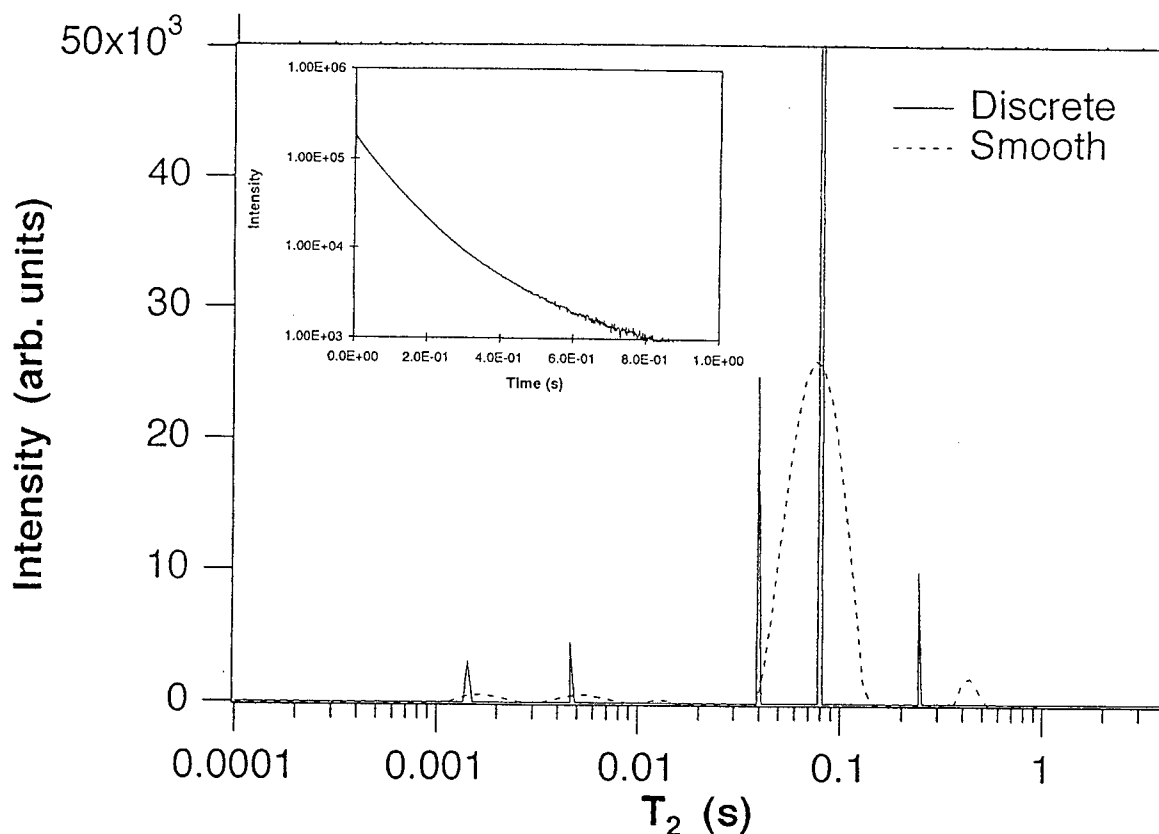 50x10³
40
30
20
10
0
Intensity (arb. units)
0.0001
0.001
0.01
0.1
1
T₂ (s)
Discrete
Smooth
1.00E+06
1.00E+05
1.00E+04
1.00E+03
Intensity
0.0E+00
2.0E-01
4.0E-01
6.0E-01
8.0E-01
1.0E+00
Time (s)